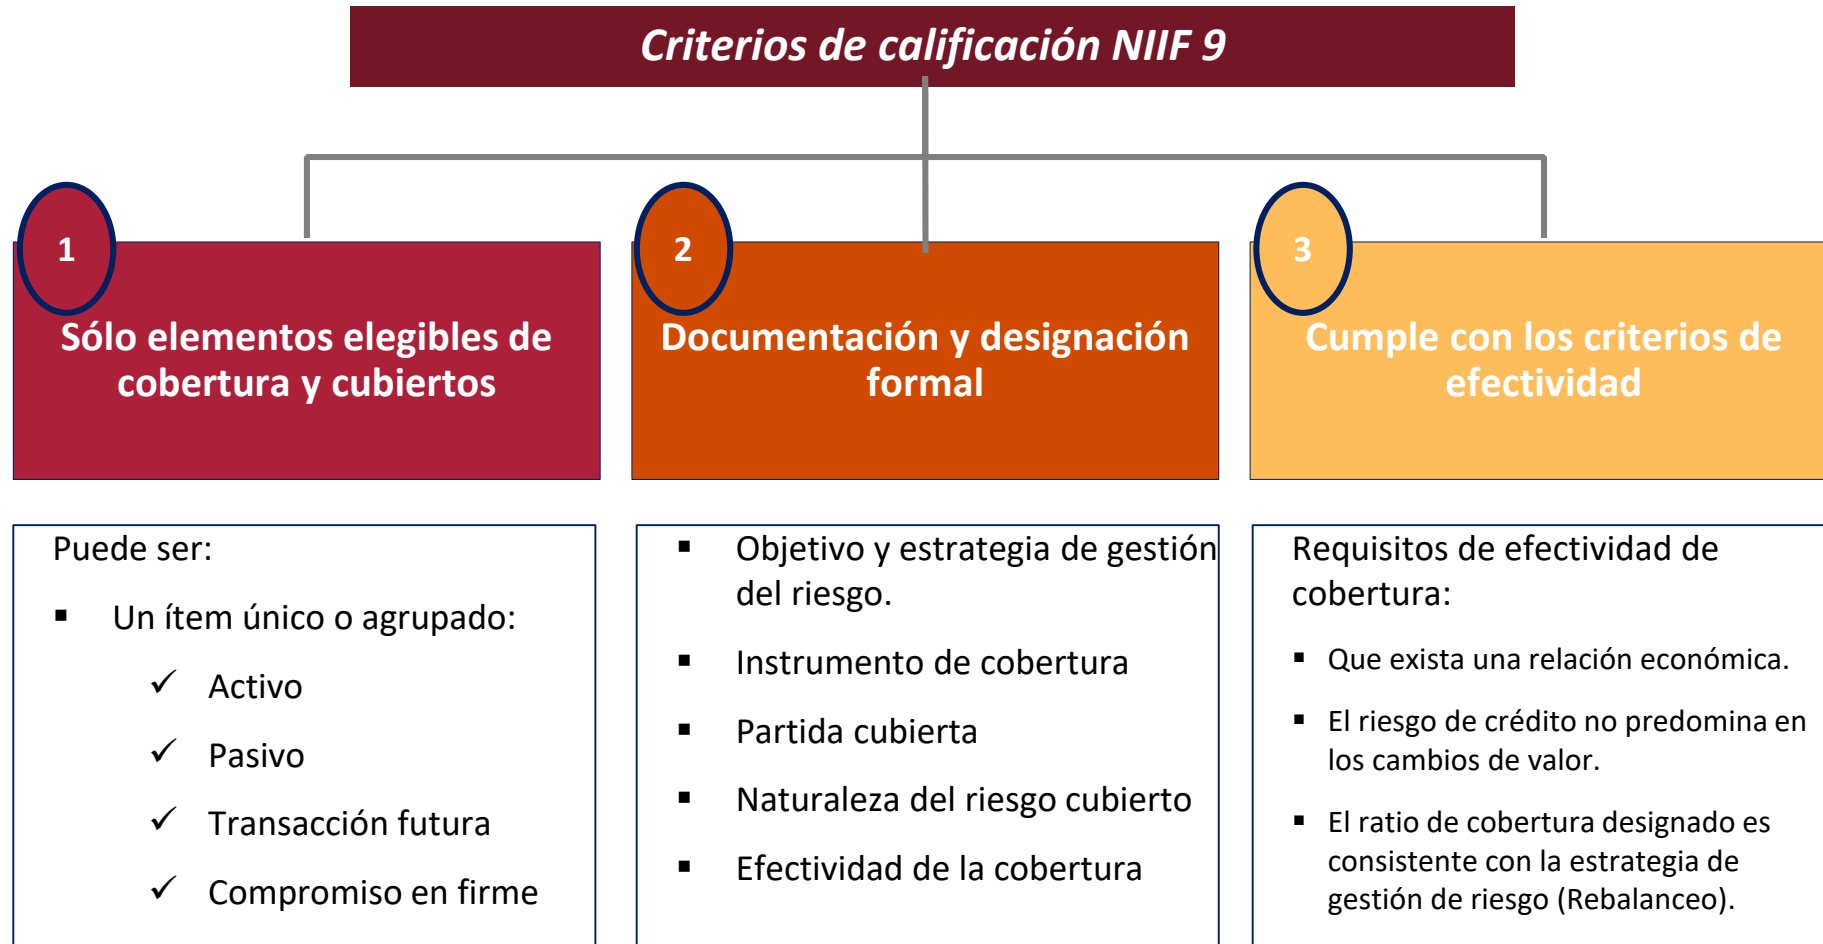 Criterios de calificación NIIF 9
1
Sólo elementos elegibles de
cobertura y cubiertos
2
Documentación y designación
formal
3
Cumple con los criterios de
efectividad
Puede ser:
▪ Un ítem único o agrupado:
✓ Activo
✓ Pasivo
✓ Transacción futura
✓ Compromiso en firme
▪ Objetivo y estrategia de gestión
del riesgo.
▪ Instrumento de cobertura
▪ Partida cubierta
▪ Naturaleza del riesgo cubierto
▪ Efectividad de la cobertura
Requisitos de efectividad de
cobertura:
▪ Que exista una relación económica.
▪ El riesgo de crédito no predomina en
los cambios de valor.
▪ El ratio de cobertura designado es
consistente con la estrategia de
gestión de riesgo (Rebalanceo).